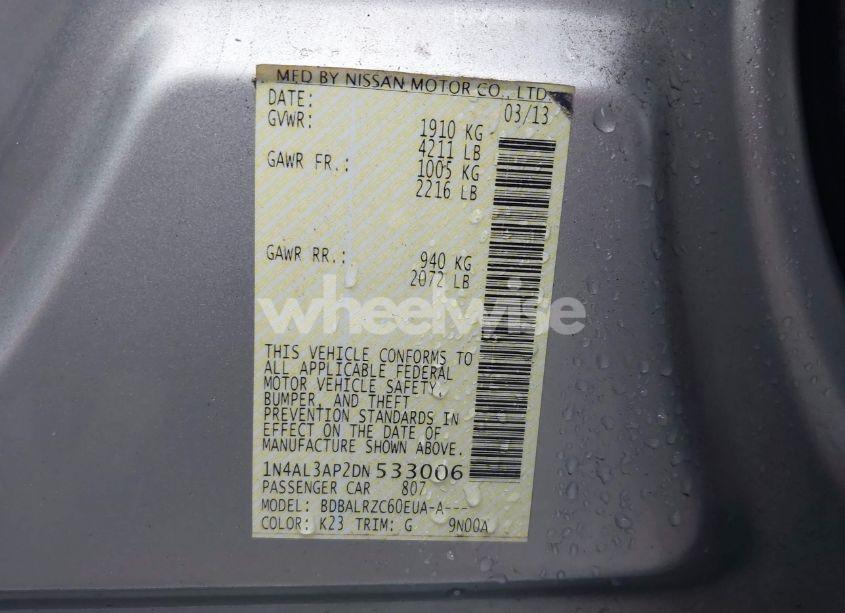 MFD BY NISSAN MOTOR CO., LTD
DATE: 03/13
GVWR: 1910 KG
4211 LB
GAWR FR.: 1005 KG
2216 LB
GAWR RR.: 940 KG
2072 LB
wheelwise
THIS VEHICLE CONFORMS TO
ALL APPLICABLE FEDERAL
MOTOR VEHICLE SAFETY,
BUMPER, AND THEFT
PREVENTION STANDARDS IN
EFFECT ON THE DATE OF
MANUFACTURE SHOWN ABOVE.
1N4AL3AP2DN533006
PASSENGER CAR 807
MODEL: BDBALRZC60EUA-A---
COLOR: K23 TRIM: G 9N00A